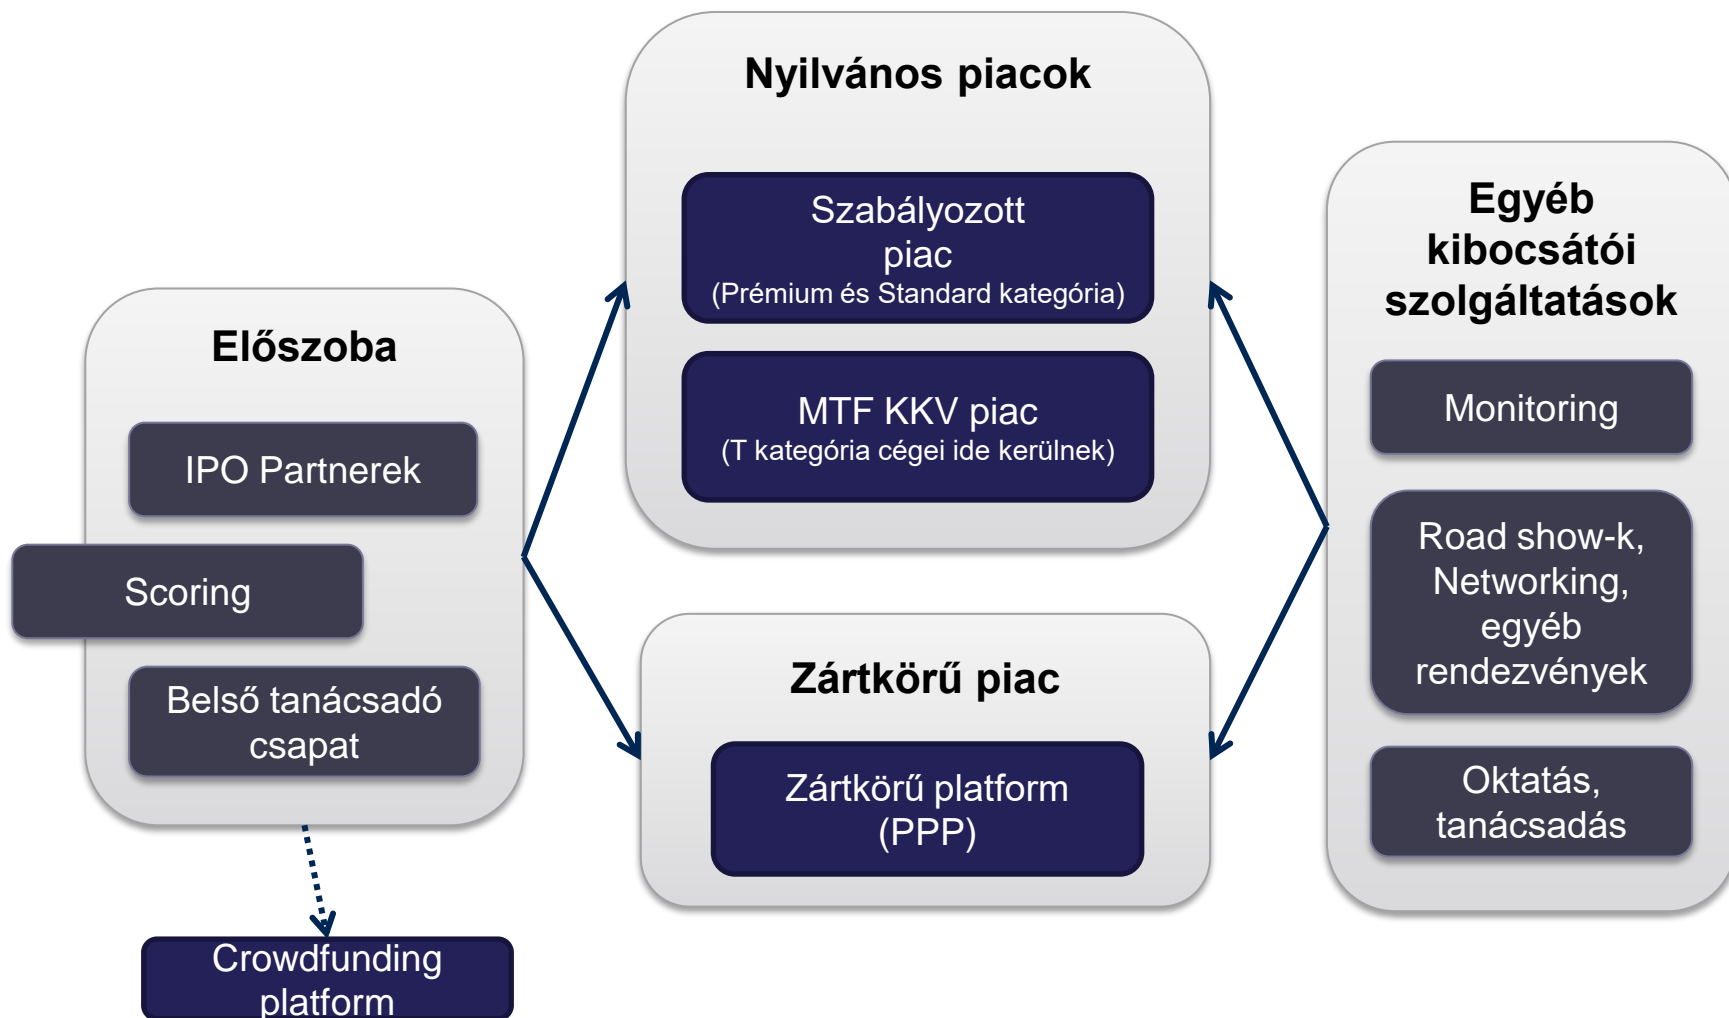 Előszoba
IPO Partnerek
Scoring
Belső tanácsadó
csapat
Crowdfunding
platform
Nyilvános piacok
Szabályozott
piac
(Prémium és Standard kategória)
MTF KKV piac
(T kategória cégei ide kerülnek)
Zártkörű piac
Zártkörű platform
(PPP)
Egyéb
kibocsátói
szolgáltatások
Monitoring
Road show-k,
Networking,
egyéb
rendezvények
Oktatás,
tanácsadás